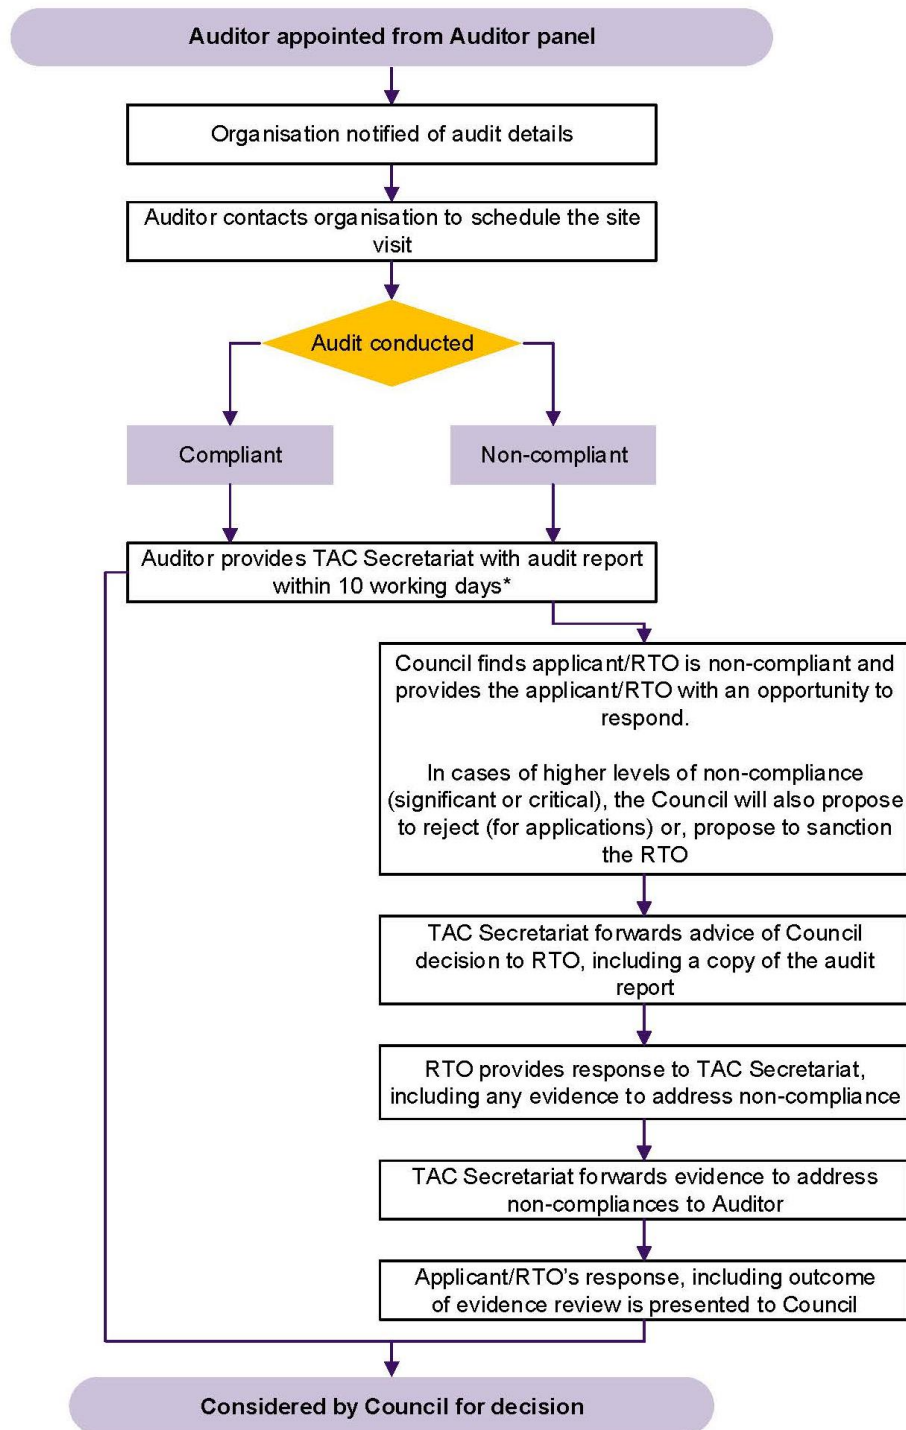 Auditor appointed from Auditor panel
Organisation notified of audit details
Auditor contacts organisation to schedule the site
visit
Audit conducted
Compliant
Non-compliant
Auditor provides TAC Secretariat with audit report
within 10 working days*
Council finds applicant/RTO is non-compliant and
provides the applicant/RTO with an opportunity to
respond.
In cases of higher levels of non-compliance
(significant or critical), the Council will also propose
to reject (for applications) or, propose to sanction
the RTO
TAC Secretariat forwards advice of Council
decision to RTO, including a copy of the audit
report
RTO provides response to TAC Secretariat,
including any evidence to address non-compliance
TAC Secretariat forwards evidence to address
non-compliances to Auditor
Applicant/RTO's response, including outcome
of evidence review is presented to Council
Considered by Council for decision